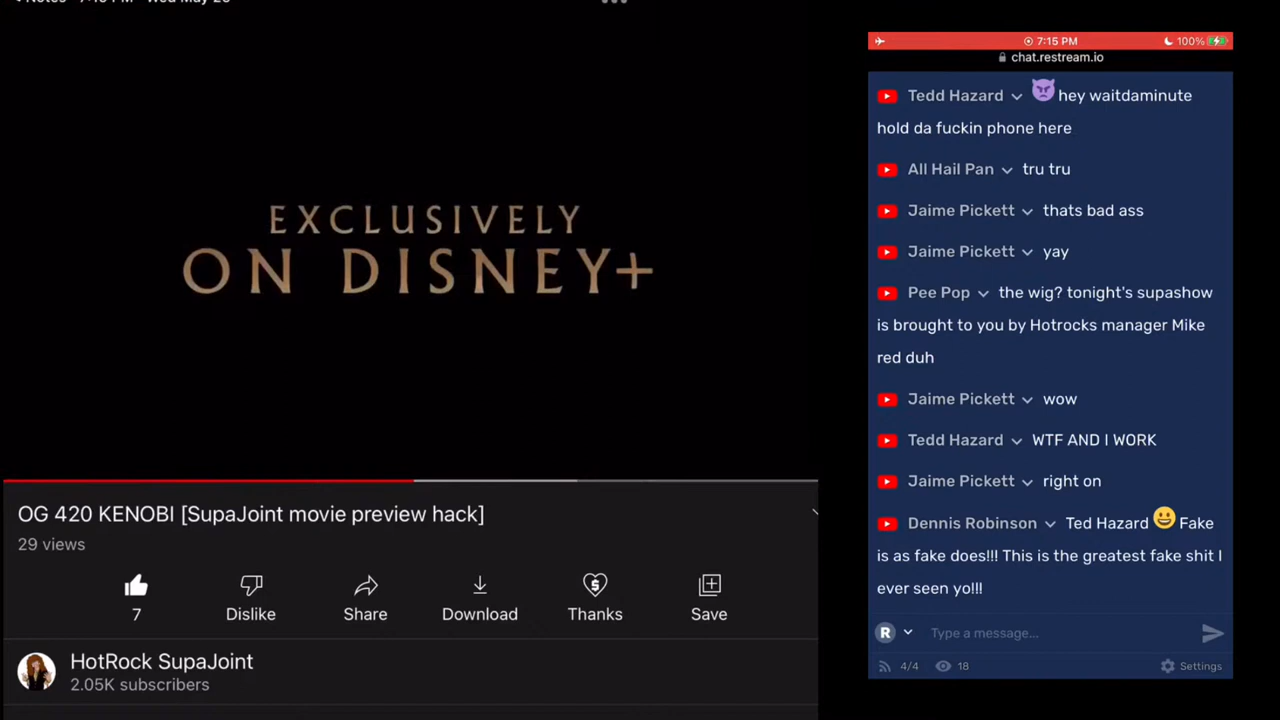 EXCLUSIVELY
ON DISNEY+
OG 420 KENOBI [SupaJoint movie preview hack]
29 views
7
Dislike
Share
Download
Thanks
Save
HotRock SupaJoint
2.05K subscribers
7:15 PM
100%
chat.restream.io
Tedd Hazard hey waitdaminute
hold da fuckin phone here
All Hail Pan tru tru
Jaime Pickett thats bad ass
Jaime Pickett yay
Pee Pop the wig? tonight's supashow
is brought to you by Hotrocks manager Mike
red duh
Jaime Pickett wow
Tedd Hazard WTF AND I WORK
Jaime Pickett right on
Dennis Robinson Ted Hazard 😀 Fake
is as fake does!!! This is the greatest fake shit I
ever seen yo!!!
R Type a message...
4/4 18 Settings